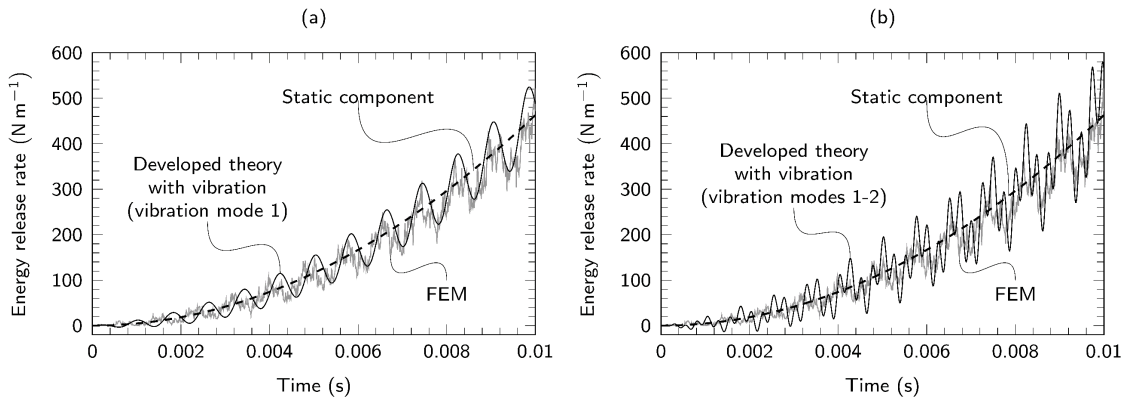 (a)
Energy release rate (N m⁻¹)
600
500
400
300
200
100
0
Static component
Developed theory
with vibration
(vibration mode 1)
FEM
0 0.002 0.004 0.006 0.008 0.01
Time (s)
(b)
Energy release rate (N m⁻¹)
600
500
400
300
200
100
0
Static component
Developed theory
with vibration
(vibration modes 1-2)
FEM
0 0.002 0.004 0.006 0.008 0.01
Time (s)